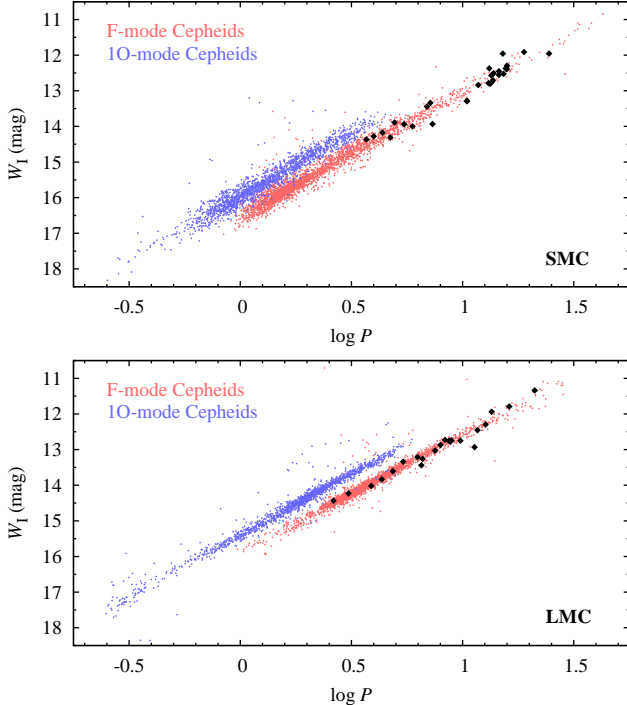 11
12
13
14
15
16
17
18
W_I (mag)
F-mode Cepheids
1O-mode Cepheids
SMC
-0.5 0 0.5 1 1.5
log P
11
12
13
14
15
16
17
18
W_I (mag)
F-mode Cepheids
1O-mode Cepheids
LMC
-0.5 0 0.5 1 1.5
log P